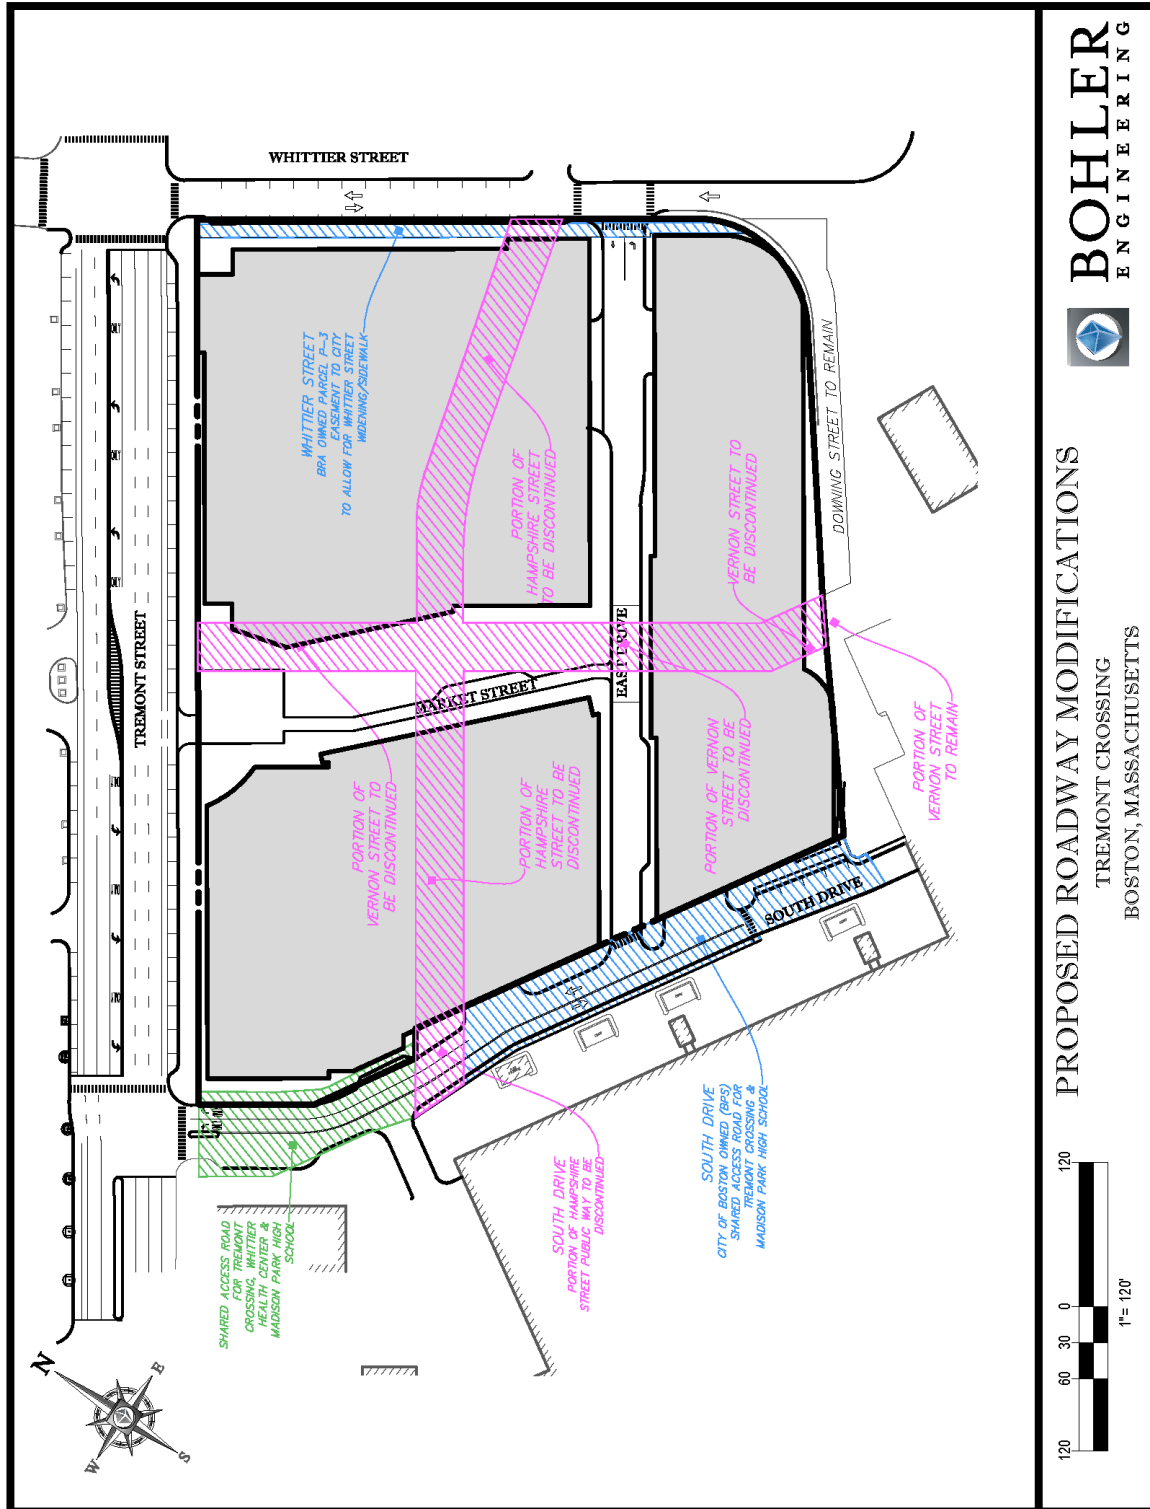 WHITTIER STREET
TREMONT STREET
WHITTIER STREET
BRA OWNED PARCEL P-3
EASEMENT TO CITY
TO ALLOW FOR WHITTIER STREET
WIDENING/SIDEWALK
PORTION OF
HAMPSHIRE STREET
TO BE DISCONTINUED
VERNON STREET TO
BE DISCONTINUED
DOWNING STREET TO REMAIN
EAST DRIVE
MARKET STREET
PORTION OF
VERNON STREET TO
BE DISCONTINUED
PORTION OF
HAMPSHIRE
STREET TO BE
DISCONTINUED
PORTION OF VERNON
STREET TO BE
DISCONTINUED
PORTION OF
VERNON STREET
TO REMAIN
SOUTH DRIVE
SHARED ACCESS ROAD
FOR TREMONT
CROSSING, WHITTIER
HEALTH CENTER &
MADISON PARK HIGH
SCHOOL
SOUTH DRIVE
PORTION OF HAMPSHIRE
STREET PUBLIC WAY TO BE
DISCONTINUED
SOUTH DRIVE
CITY OF BOSTON OWNED (BPS)
SHARED ACCESS ROAD FOR
TREMONT CROSSING &
MADISON PARK HIGH SCHOOL
N
E
S
W
BOHLER
ENGINEERING
PROPOSED ROADWAY MODIFICATIONS
TREMONT CROSSING
BOSTON, MASSACHUSETTS
120 60 30 0 120
1"= 120'